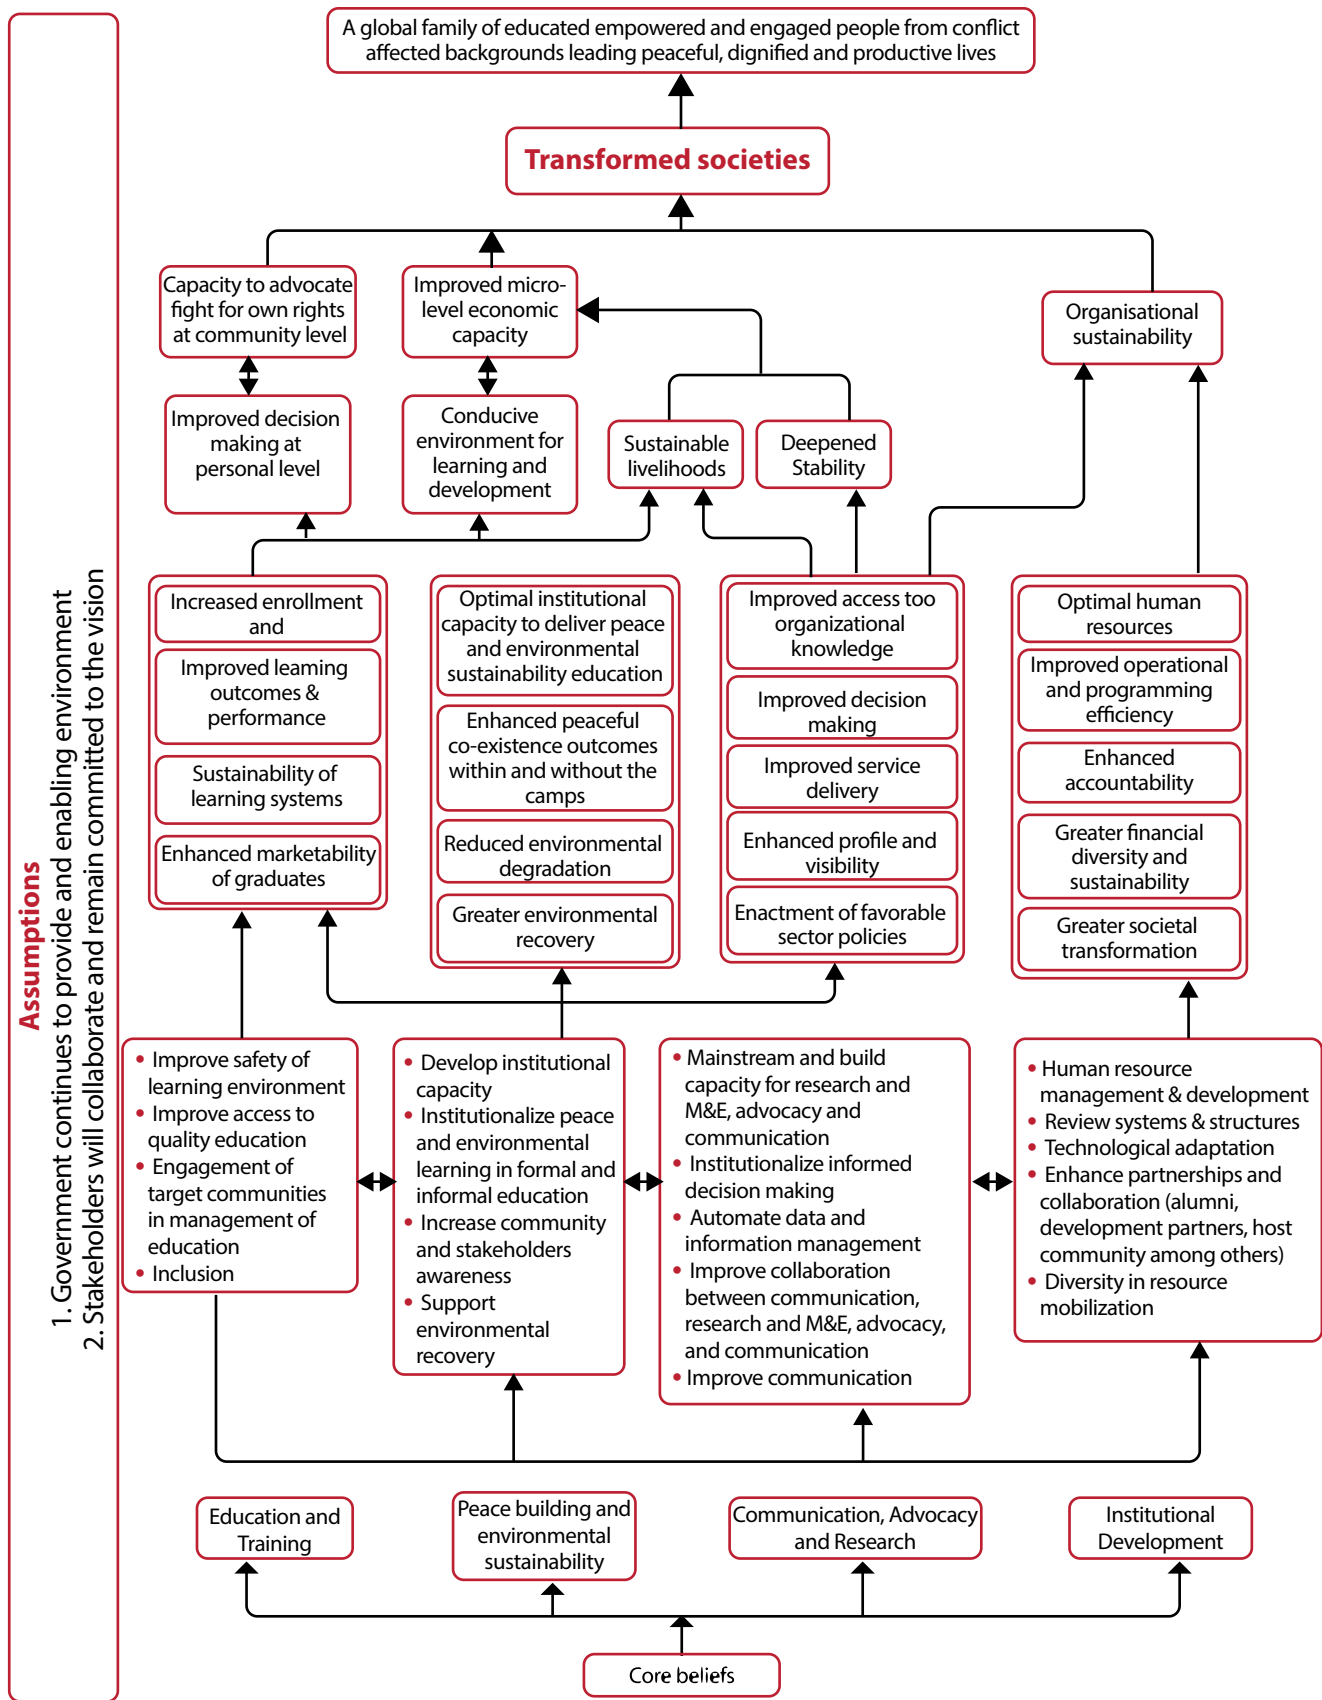 A global family of educated empowered and engaged people from conflict
affected backgrounds leading peaceful, dignified and productive lives
Transformed societies
Capacity to advocate
fight for own rights
at community level
Improved micro-
level economic
capacity
Organisational
sustainability
Improved decision
making at
personal level
Conducive
environment for
learning and
development
Sustainable
livelihoods
Deepened
Stability
Increased enrollment
and
Improved learning
outcomes &
performance
Sustainability of
learning systems
Enhanced marketability
of graduates
Optimal institutional
capacity to deliver peace
and environmental
sustainability education
Enhanced peaceful
co-existence outcomes
within and without the
camps
Reduced environmental
degradation
Greater environmental
recovery
Improved access too
organizational
knowledge
Improved decision
making
Improved service
delivery
Enhanced profile and
visibility
Enactment of favorable
sector policies
Optimal human
resources
Improved operational
and programming
efficiency
Enhanced
accountability
Greater financial
diversity and
sustainability
Greater societal
transformation
• Improve safety of
learning environment
• Improve access to
quality education
• Engagement of
target communities
in management of
education
• Inclusion
• Develop institutional
capacity
• Institutionalize peace
and environmental
learning in formal and
informal education
• Increase community
and stakeholders
awareness
• Support
environmental
recovery
• Mainstream and build
capacity for research and
M&E, advocacy and
communication
• Institutionalize informed
decision making
• Automate data and
information management
• Improve collaboration
between communication,
research and M&E, advocacy,
and communication
• Improve communication
• Human resource
management & development
• Review systems & structures
• Technological adaptation
• Enhance partnerships and
collaboration (alumni,
development partners, host
community among others)
• Diversity in resource
mobilization
Education and
Training
Peace building and
environmental
sustainability
Communication, Advocacy
and Research
Institutional
Development
Core beliefs
Assumptions
1. Government continues to provide and enabling environment
2. Stakeholders will collaborate and remain committed to the vision